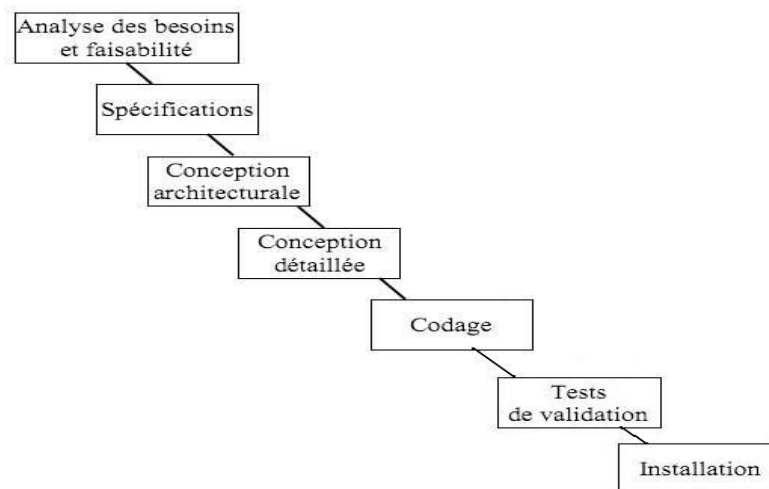 Analyse des besoins
et faisabilité
Spécifications
Conception
architecturale
Conception
détaillée
Codage
Tests
de validation
Installation